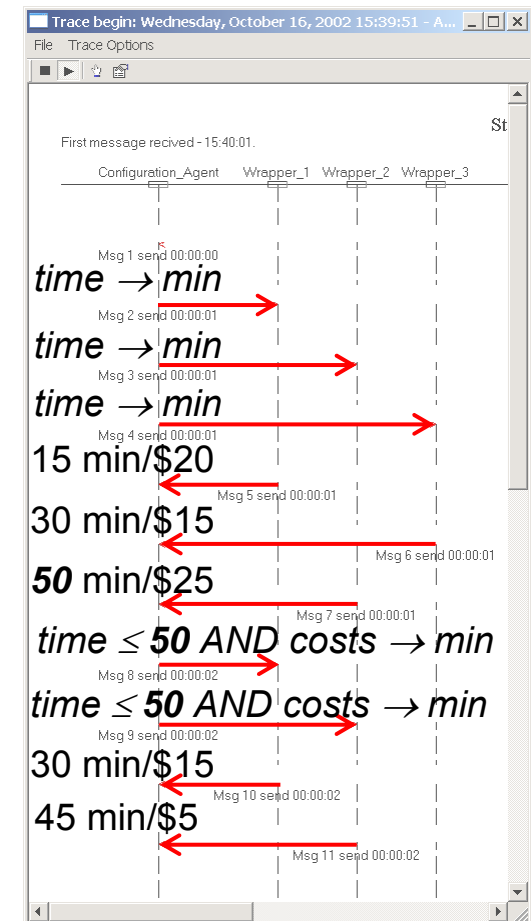 Trace begin: Wednesday, October 16, 2002 15:39:51 - A...
File Trace Options
St
First message recived - 15:40:01.
Configuration_Agent Wrapper_1 Wrapper_2 Wrapper_3
Msg 1 send 00:00:00
time → min
Msg 2 send 00:00:01
time → min
Msg 3 send 00:00:01
time → min
Msg 4 send 00:00:01
15 min/$20
Msg 5 send 00:00:01
30 min/$15
Msg 6 send 00:00:01
50 min/$25
Msg 7 send 00:00:01
time ≤ 50 AND costs → min
Msg 8 send 00:00:02
time ≤ 50 AND costs → min
Msg 9 send 00:00:02
30 min/$15
Msg 10 send 00:00:02
45 min/$5
Msg 11 send 00:00:02